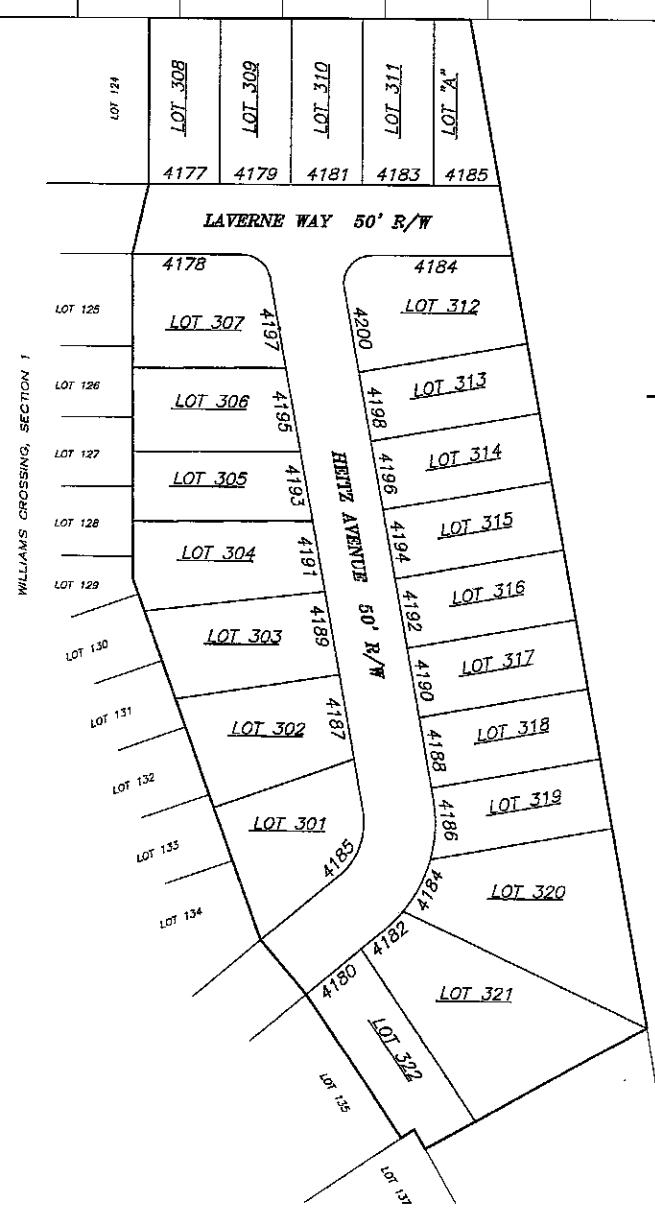 LOT 124
LOT 308
LOT 309
LOT 310
LOT 311
LOT "A"
4177
4179
4181
4183
4185
LAVERNE WAY 50' R/W
4178
4184
LOT 125
LOT 307
4197
4200
LOT 312
WILLIAMS CROSSING, SECTION 1
LOT 126
LOT 306
4195
4198
LOT 313
LOT 127
LOT 305
4193
HEITZ AVENUE 50' R/W
4196
LOT 314
LOT 128
LOT 304
4191
4194
LOT 315
LOT 129
4192
LOT 316
LOT 130
LOT 303
4189
4190
LOT 317
LOT 131
LOT 302
4187
4188
LOT 318
LOT 132
LOT 301
4186
LOT 319
LOT 133
4185
4184
LOT 320
LOT 134
4182
4180
LOT 321
LOT 322
LOT 135
LOT 137